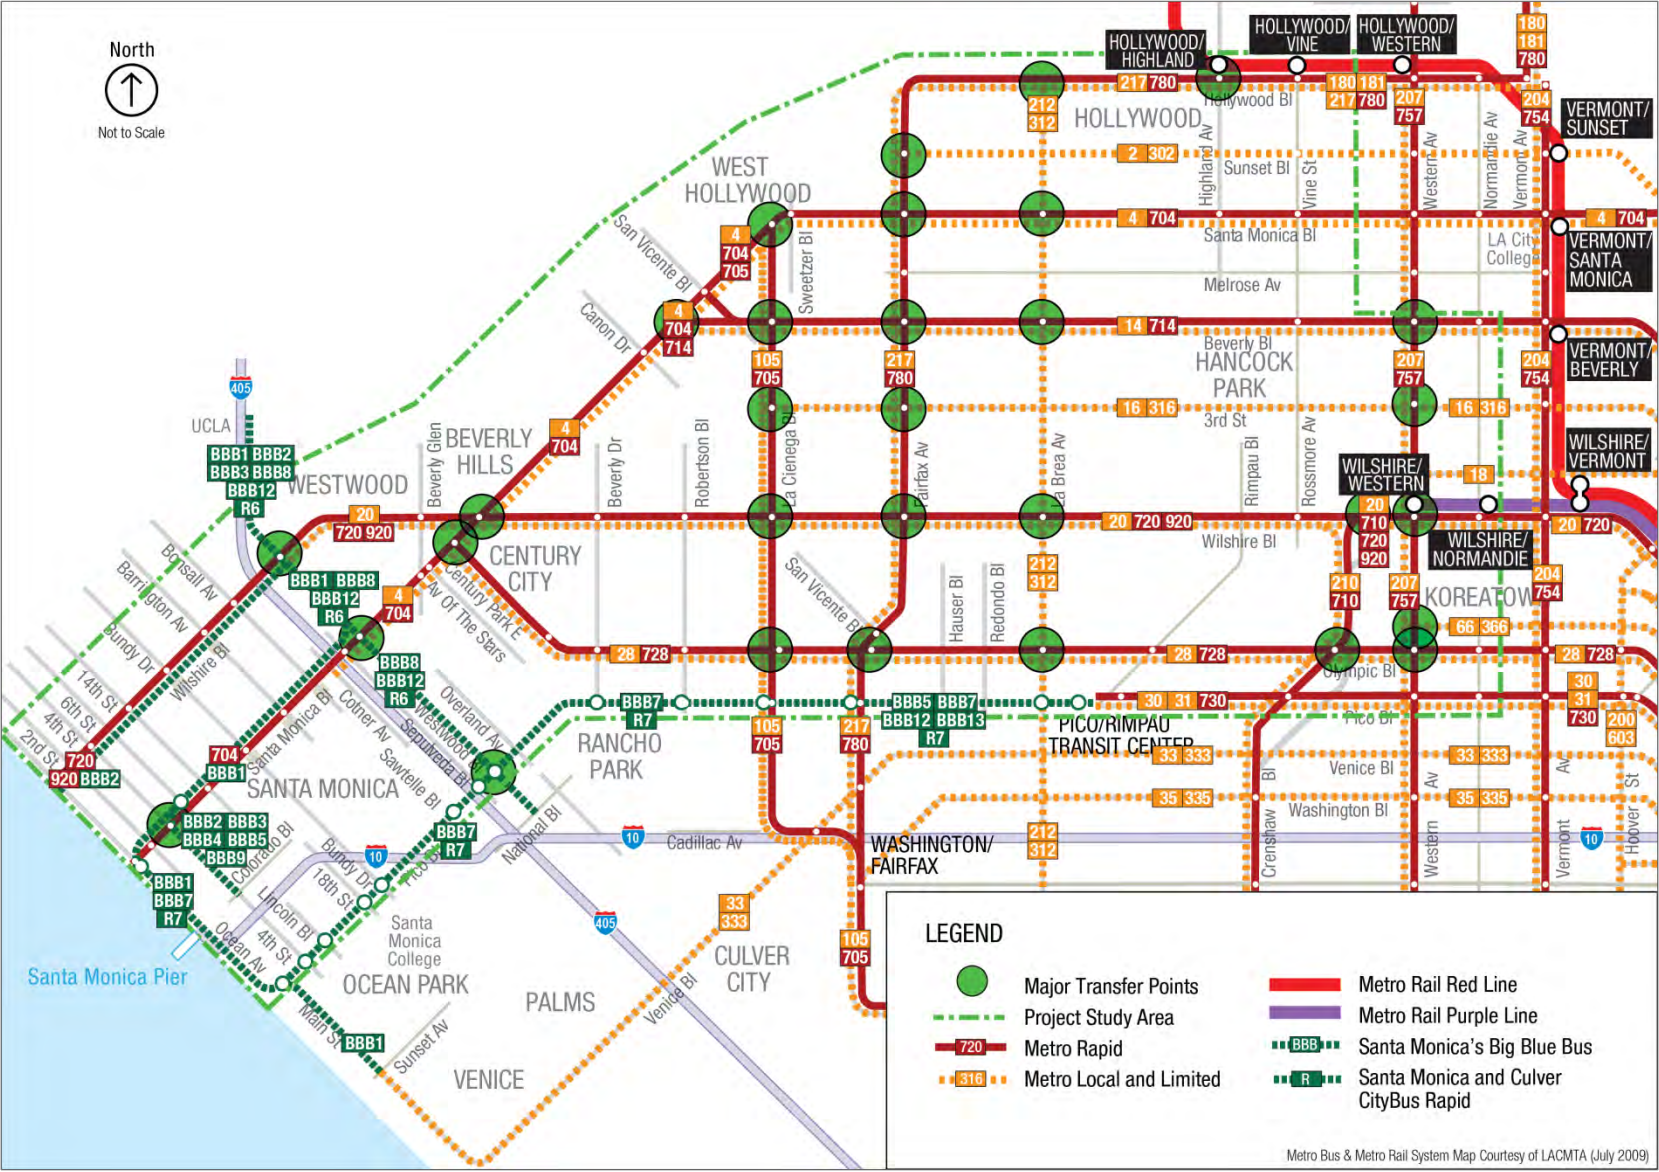 North
Not to Scale
HOLLYWOOD/
HIGHLAND
HOLLYWOOD/
VINE
HOLLYWOOD/
WESTERN
180
181
780
217 780
180 181
217 780
207
757
204
754
VERMONT/
SUNSET
212
312
HOLLYWOOD
Hollywood Bl
Highland Av
Vine St
Western Av
Normandie Av
Vermont Av
2 302
Sunset Bl
WEST
HOLLYWOOD
San Vicente Bl
4
704
705
Sweetzer Bl
4 704
4 704
Santa Monica Bl
LA City
College
VERMONT/
SANTA
MONICA
Melrose Av
Canon Dr
4
704
714
14 714
Beverly Bl
HANCOCK
PARK
VERMONT/
BEVERLY
105
705
217
780
207
757
204
754
405
UCLA
16 316
3rd St
16 316
BBB1 BBB2
BBB3 BBB8
BBB12
R6
WESTWOOD
Beverly Glen
BEVERLY
HILLS
4
704
Beverly Dr
Robertson Bl
La Cienega Bl
Fairfax Av
La Brea Av
Rimpau Bl
Rossmore Av
WILSHIRE/
WESTERN
18
WILSHIRE/
VERMONT
20
720 920
20 720 920
Wilshire Bl
20
710
720
920
WILSHIRE/
NORMANDIE
20 720
CENTURY
CITY
Bonsall Av
Barrington Av
Bundy Dr
BBB1 BBB8
BBB12
R6
4
704
Century Park E
Av Of The Stars
San Vicente Bl
Hauser Bl
Redondo Bl
212
312
210
710
207
757
KOREATOWN
204
754
66 366
Wilshire Bl
14th St
6th St
4th St
2nd St
BBB8
BBB12
R6
28 728
28 728
Olympic Bl
28 728
Overland Av
Westwood Bl
Sepulveda Bl
Cotner Av
Sawtelle Bl
Santa Monica Bl
BBB7
R7
BBB5 BBB7
BBB12 BBB13
R7
30 31 730
Pico Bl
30
31
730
200
603
720
920 BBB2
704
BBB1
SANTA MONICA
RANCHO
PARK
105
705
217
780
PICO/RIMPAU
TRANSIT CENTER
33 333
Venice Bl
33 333
35 335
Washington Bl
35 335
BBB2 BBB3
BBB4 BBB5
BBB9
Colorado Bl
BBB7
R7
Pico Bl
National Bl
10
Cadillac Av
10
WASHINGTON/
FAIRFAX
212
312
Crenshaw Bl
Western Av
Vermont Av
10
Hoover St
BBB1
BBB7
R7
Bundy Dr
18th St
Lincoln Bl
4th St
Ocean Av
Santa
Monica
College
OCEAN PARK
33
333
405
Santa Monica Pier
PALMS
Venice Bl
CULVER
CITY
105
705
Main St
BBB1
Sunset Av
VENICE
LEGEND
Major Transfer Points
Project Study Area
720 Metro Rapid
316 Metro Local and Limited
Metro Rail Red Line
Metro Rail Purple Line
BBB Santa Monica's Big Blue Bus
R Santa Monica and Culver
CityBus Rapid
Metro Bus & Metro Rail System Map Courtesy of LACMTA (July 2009)